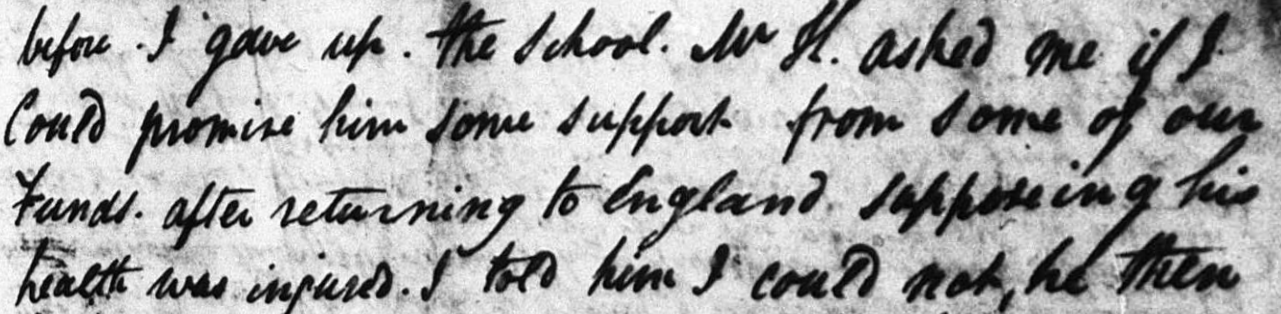 before . I gave up . the School. Mr H. asked me if I
Could promise him some support from some of our
Funds. after returning to England supposeing his
health was injured. I told him I could not, he then